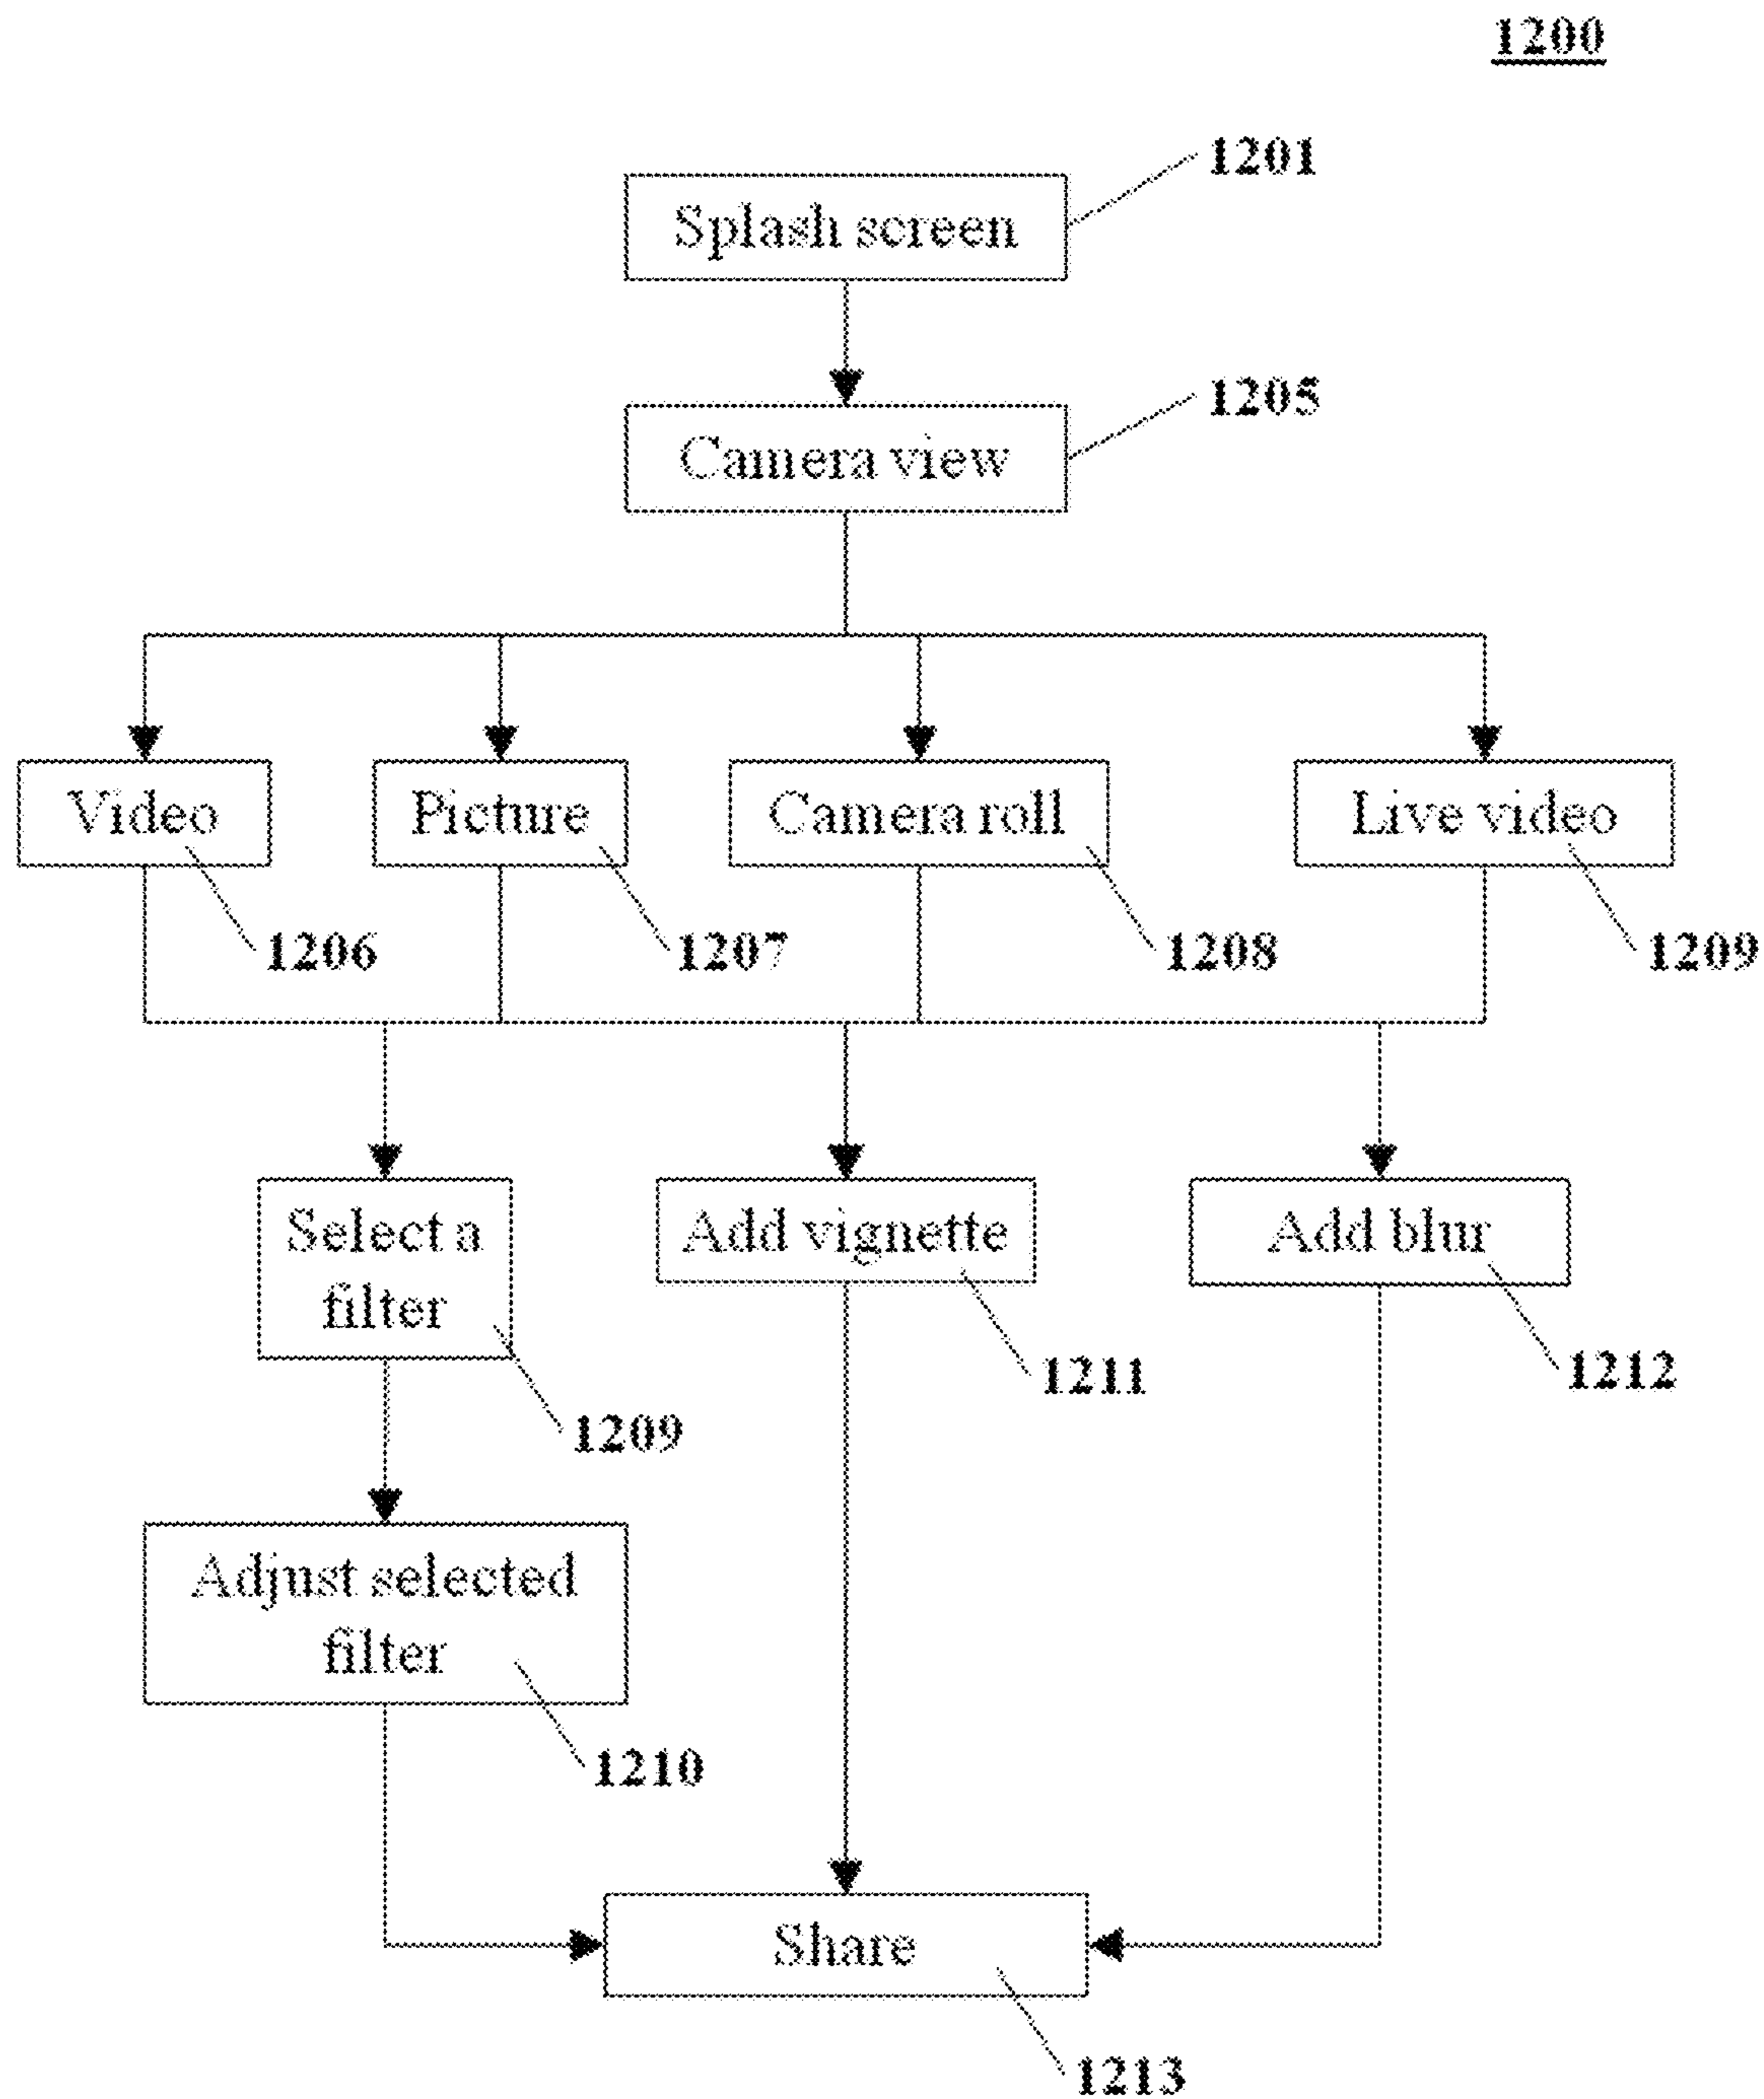 1200
Splash screen
1201
Camera view
1205
Video
Picture
Camera roll
Live video
1206
1207
1208
1209
Select a
filter
Add vignette
Add blur
1209
1211
1212
Adjust selected
filter
1210
Share
1213